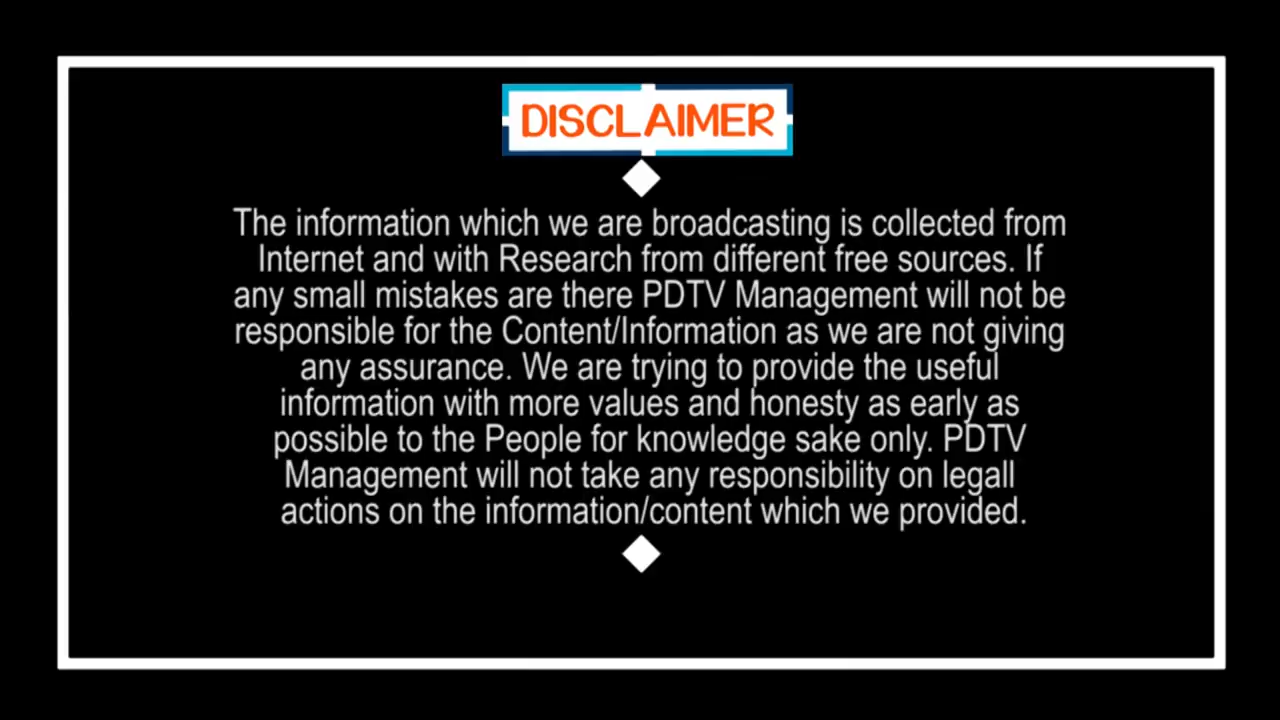 DISCLAIMER
The information which we are broadcasting is collected from
Internet and with Research from different free sources. If
any small mistakes are there PDTV Management will not be
responsible for the Content/Information as we are not giving
any assurance. We are trying to provide the useful
information with more values and honesty as early as
possible to the People for knowledge sake only. PDTV
Management will not take any responsibility on legall
actions on the information/content which we provided.